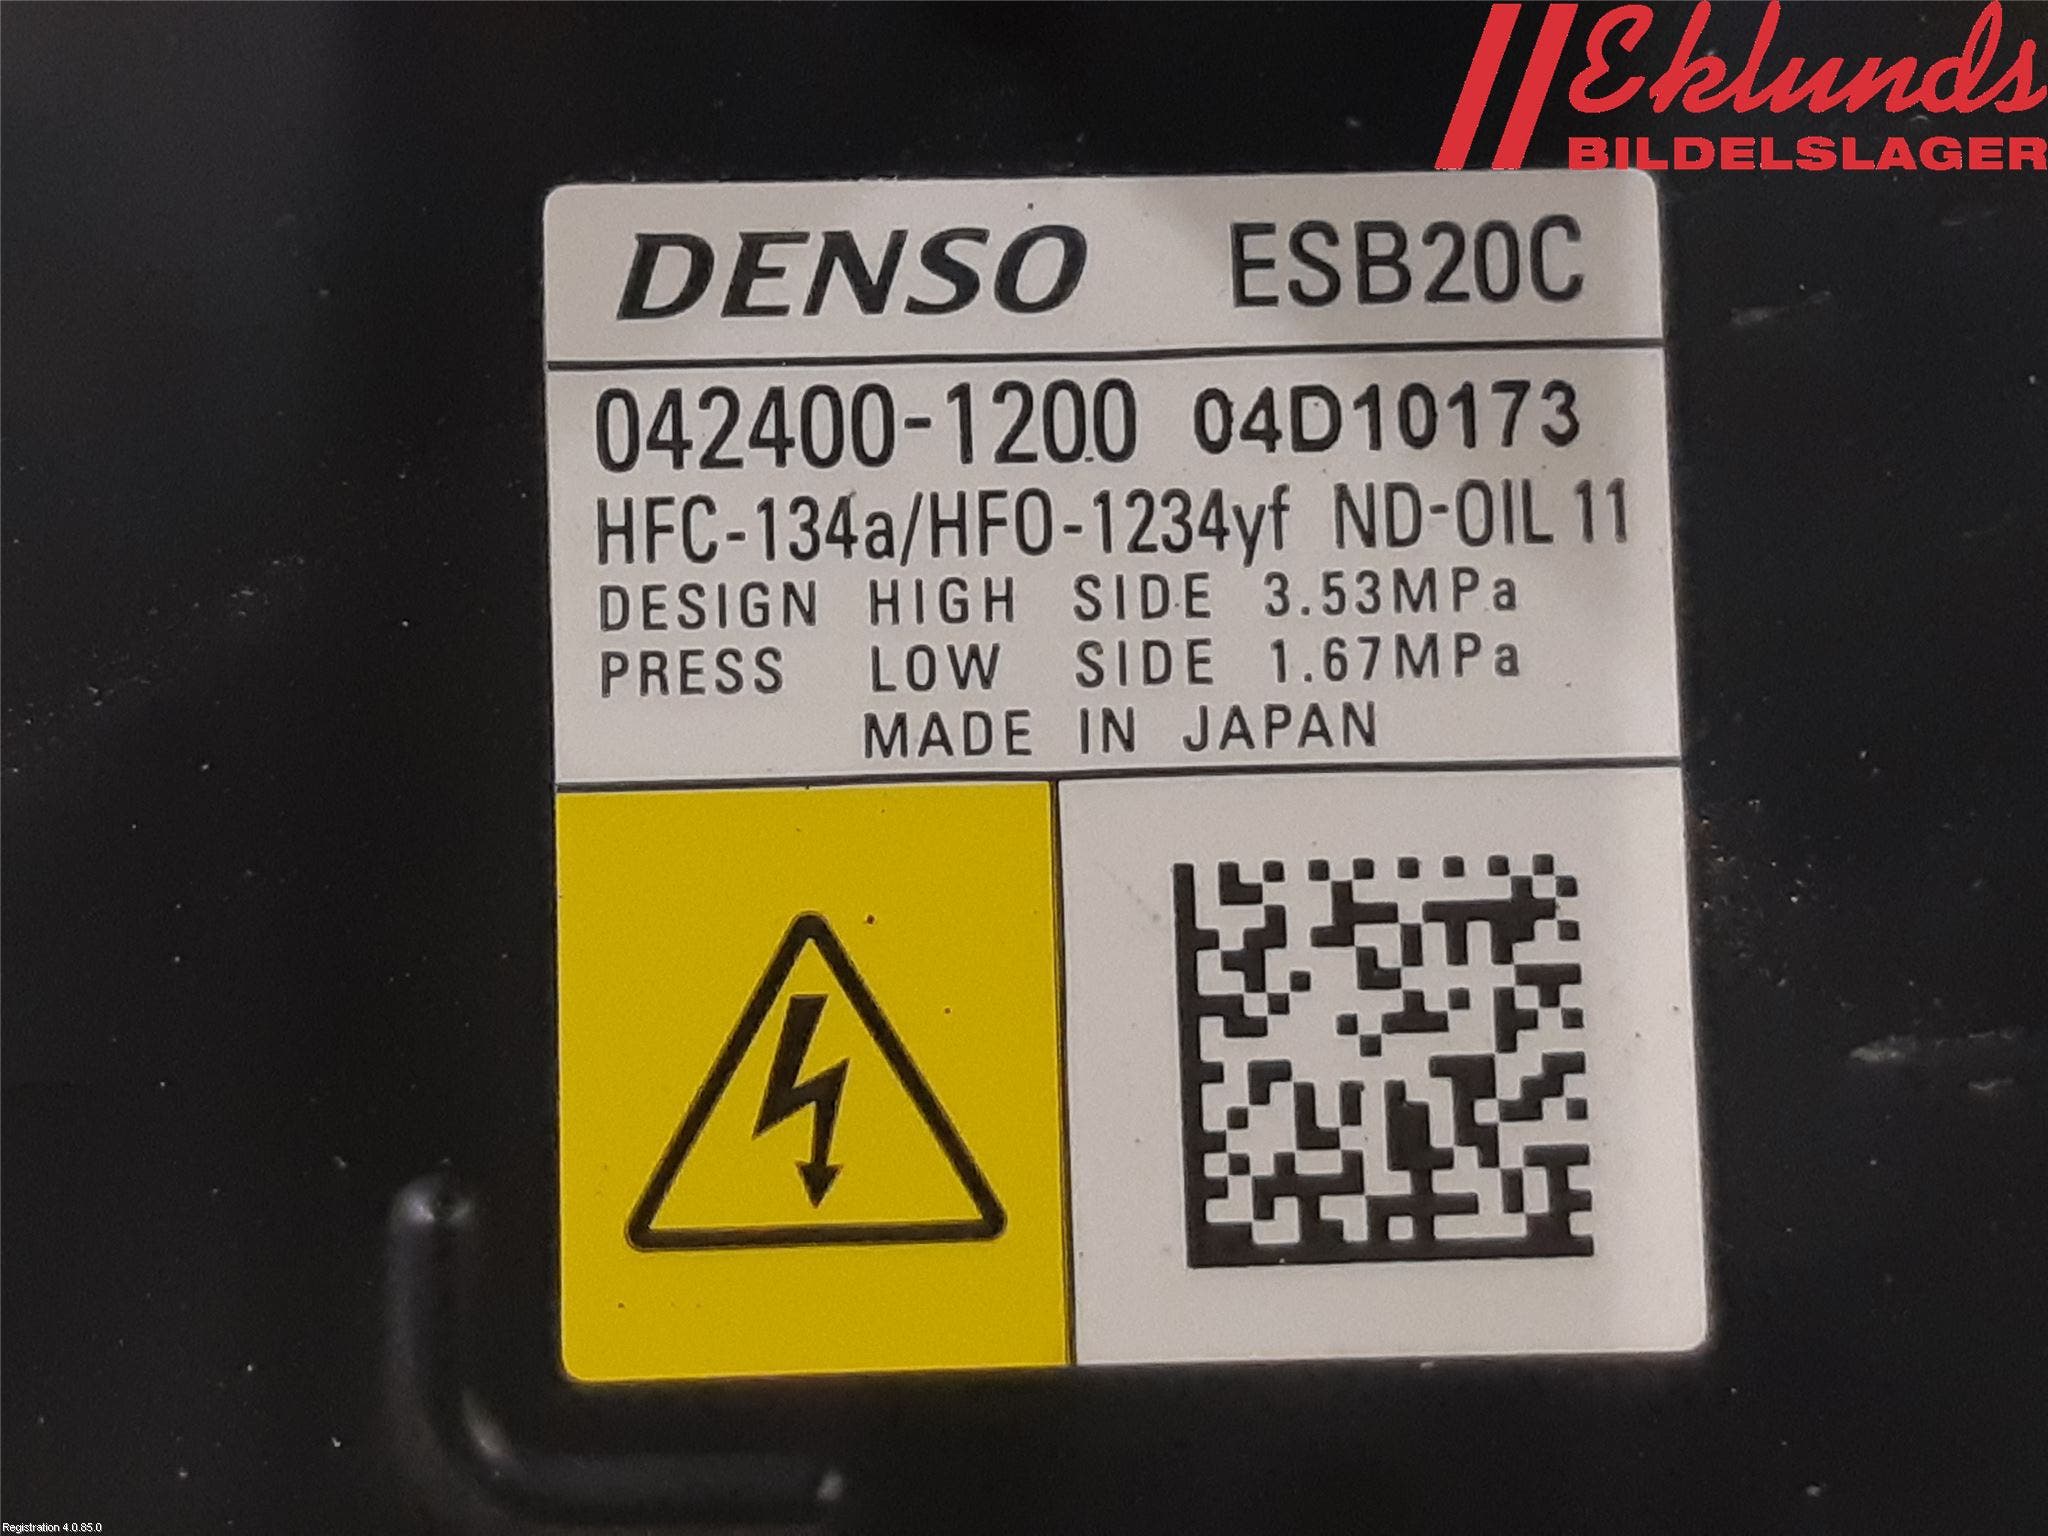 Eklunds
BILDELSLAGER
DENSO ESB20C
042400-1200 04D10173
HFC-134a/HFO-1234yf ND-OIL 11
DESIGN HIGH SIDE 3.53MPa
PRESS LOW SIDE 1.67MPa
MADE IN JAPAN
Registration 4.0.85.0